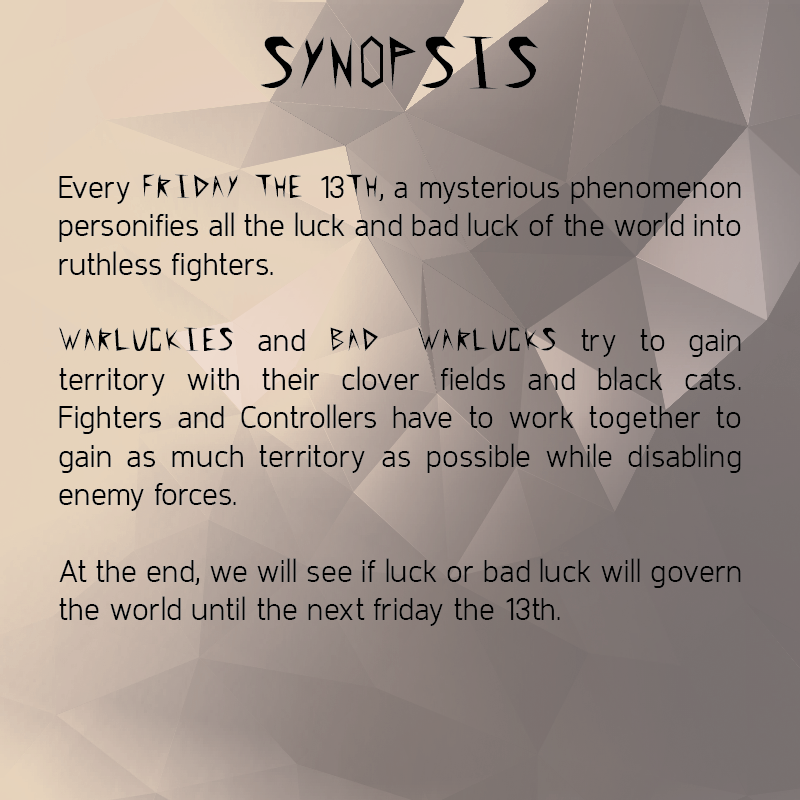 SYNOPSIS
Every FRIDAY THE 13TH, a mysterious phenomenon
personifies all the luck and bad luck of the world into
ruthless fighters.
WARLUCKIES and BAD WARLUCKS try to gain
territory with their clover fields and black cats.
Fighters and Controllers have to work together to
gain as much territory as possible while disabling
enemy forces.
At the end, we will see if luck or bad luck will govern
the world until the next friday the 13th.